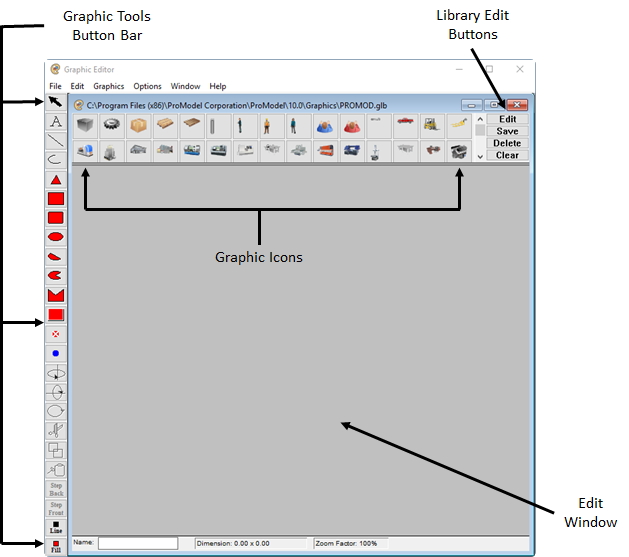 Graphic Tools
Button Bar
Library Edit
Buttons
Graphic Editor
File Edit Graphics Options Window Help
C:\Program Files (x86)\ProModel Corporation\ProModel\10.0\Graphics\PROMOD.glb
Edit
Save
Delete
Clear
A
Graphic Icons
Step
Back
Step
Front
Line
Fill
Edit
Window
Name: Dimension: 0.00 x 0.00 Zoom Factor: 100%